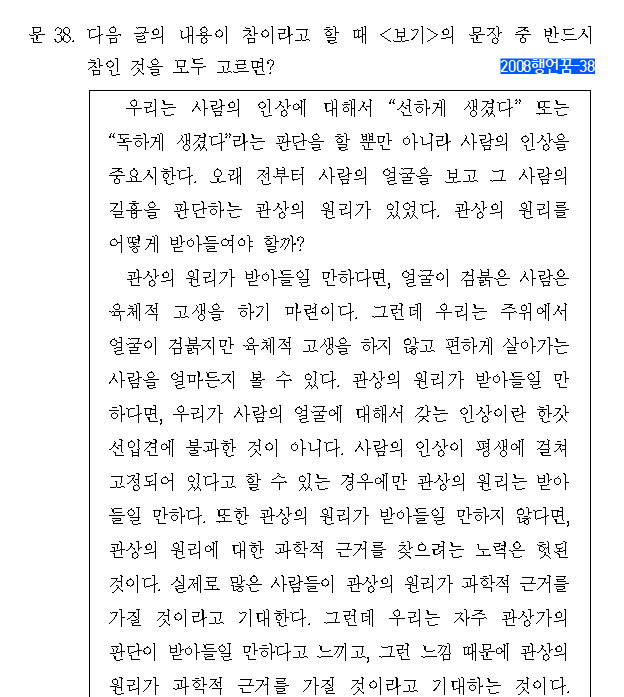 문 38. 다음 글의 내용이 참이라고 할 때 <보기>의 문장 중 반드시
참인 것을 모두 고르면?
2008행언꿈-38
우리는 사람의 인상에 대해서 “선하게 생겼다” 또는
“독하게 생겼다”라는 판단을 할 뿐만 아니라 사람의 인상을
중요시한다. 오래 전부터 사람의 얼굴을 보고 그 사람의
길흉을 판단하는 관상의 원리가 있었다. 관상의 원리를
어떻게 받아들여야 할까?
관상의 원리가 받아들일 만하다면, 얼굴이 검붉은 사람은
육체적 고생을 하기 마련이다. 그런데 우리는 주위에서
얼굴이 검붉지만 육체적 고생을 하지 않고 편하게 살아가는
사람을 얼마든지 볼 수 있다. 관상의 원리가 받아들일 만
하다면, 우리가 사람의 얼굴에 대해서 갖는 인상이란 한갓
선입견에 불과한 것이 아니다. 사람의 인상이 평생에 걸쳐
고정되어 있다고 할 수 있는 경우에만 관상의 원리는 받아
들일 만하다. 또한 관상의 원리가 받아들일 만하지 않다면,
관상의 원리에 대한 과학적 근거를 찾으려는 노력은 헛된
것이다. 실제로 많은 사람들이 관상의 원리가 과학적 근거를
가질 것이라고 기대한다. 그런데 우리는 자주 관상가의
판단이 받아들일 만하다고 느끼고, 그런 느낌 때문에 관상의
원리가 과학적 근거를 가질 것이라고 기대하는 것이다.